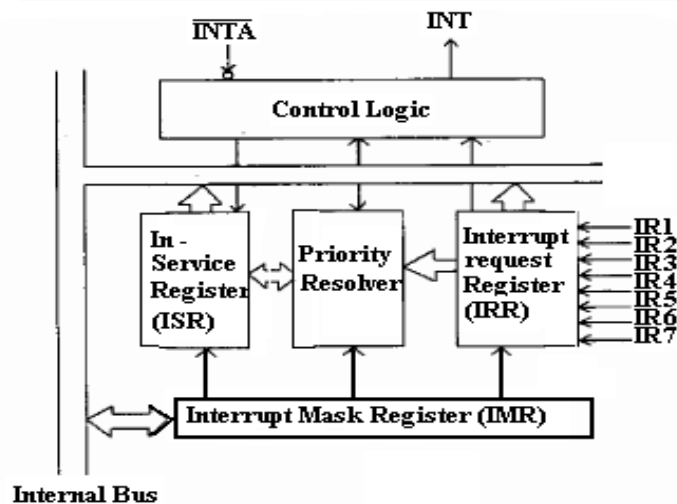 INTA INT
Control Logic
In -
Service
Register
(ISR)
Priority
Resolver
Interrupt
request
Register
(IRR)
IR1
IR2
IR3
IR4
IR5
IR6
IR7
Interrupt Mask Register (IMR)
Internal Bus